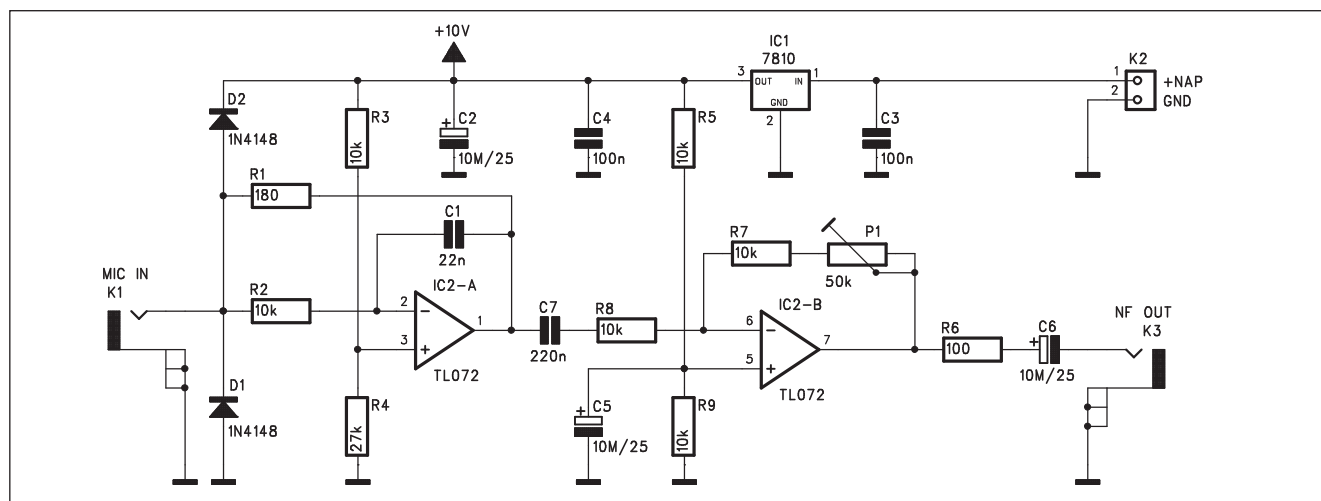 +10V
IC1
7810
3
OUT
IN
1
GND
2
K2
1
+NAP
2
GND
D2
1N4148
R3
10k
C2
+
10M/25
C4
100n
R5
10k
C3
100n
R1
180
C1
22n
R7
10k
P1
50k
MIC IN
K1
R2
10k
IC2-A
2
-
3
+
1
TL072
C7
220n
R8
10k
IC2-B
6
-
5
+
7
TL072
R6
100
C6
+
10M/25
NF OUT
K3
D1
1N4148
R4
27k
C5
+
10M/25
R9
10k